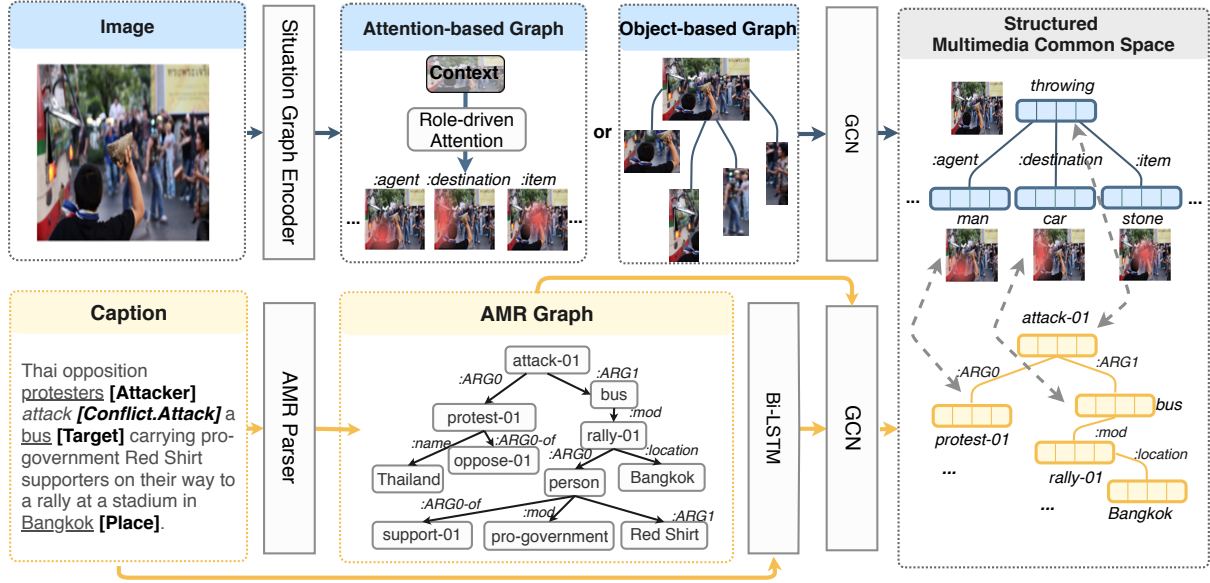 Image
Situation Graph Encoder
Attention-based Graph
Context
Role-driven
Attention
:agent :destination :item
... ...
or
Object-based Graph
GCN
Structured
Multimedia Common Space
throwing
:agent :destination :item
... ...
man car stone
Caption
Thai opposition
protesters [Attacker]
attack [Conflict.Attack] a
bus [Target] carrying pro-
government Red Shirt
supporters on their way to
a rally at a stadium in
Bangkok [Place].
AMR Parser
AMR Graph
attack-01
:ARG0 :ARG1
bus
protest-01
:mod
:name :ARG0-of
rally-01
Thailand
oppose-01
:ARG0 :location
person
Bangkok
:ARG0-of :mod :ARG1
support-01
pro-government
Red Shirt
Bi-LSTM
GCN
attack-01
:ARG0 :ARG1
protest-01
bus
:mod
...
rally-01
:location
...
Bangkok